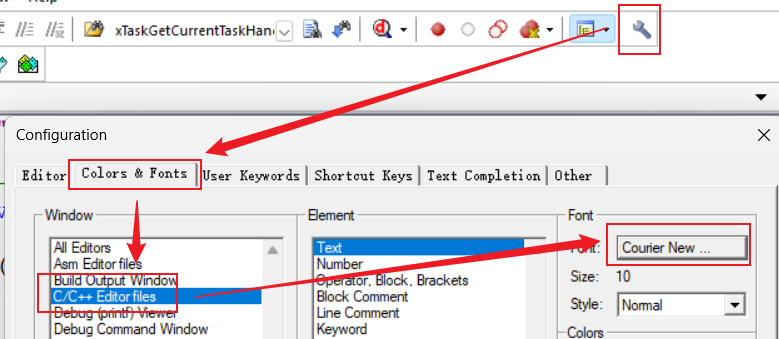 xTaskGetCurrentTaskHan
Configuration
Editor Colors & Fonts User Keywords Shortcut Keys Text Completion Other
Window Element Font
All Editors Text Font: Courier New ...
Asm Editor files Number
Build Output Window Operator, Block, Brackets Size: 10
C/C++ Editor files Block Comment
Debug (printf) Viewer Line Comment Style: Normal
Debug Command Window Keyword Colors